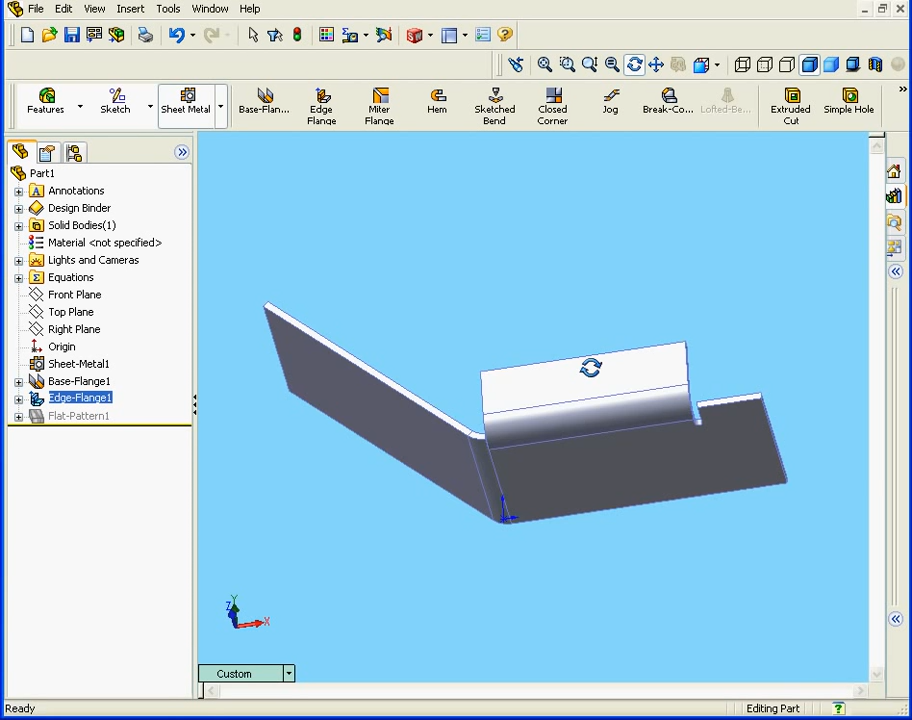 File Edit View Insert Tools Window Help
Features Sketch Sheet Metal Base-Flan... Edge Flange Miter Flange Hem Sketched Bend Closed Corner Jog Break-Co... Lofted-Be... Extruded Cut Simple Hole
Part1
Annotations
Design Binder
Solid Bodies(1)
Material <not specified>
Lights and Cameras
Equations
Front Plane
Top Plane
Right Plane
Origin
Sheet-Metal1
Base-Flange1
Edge-Flange1
Flat-Pattern1
Y
Z
X
Custom
Ready Editing Part